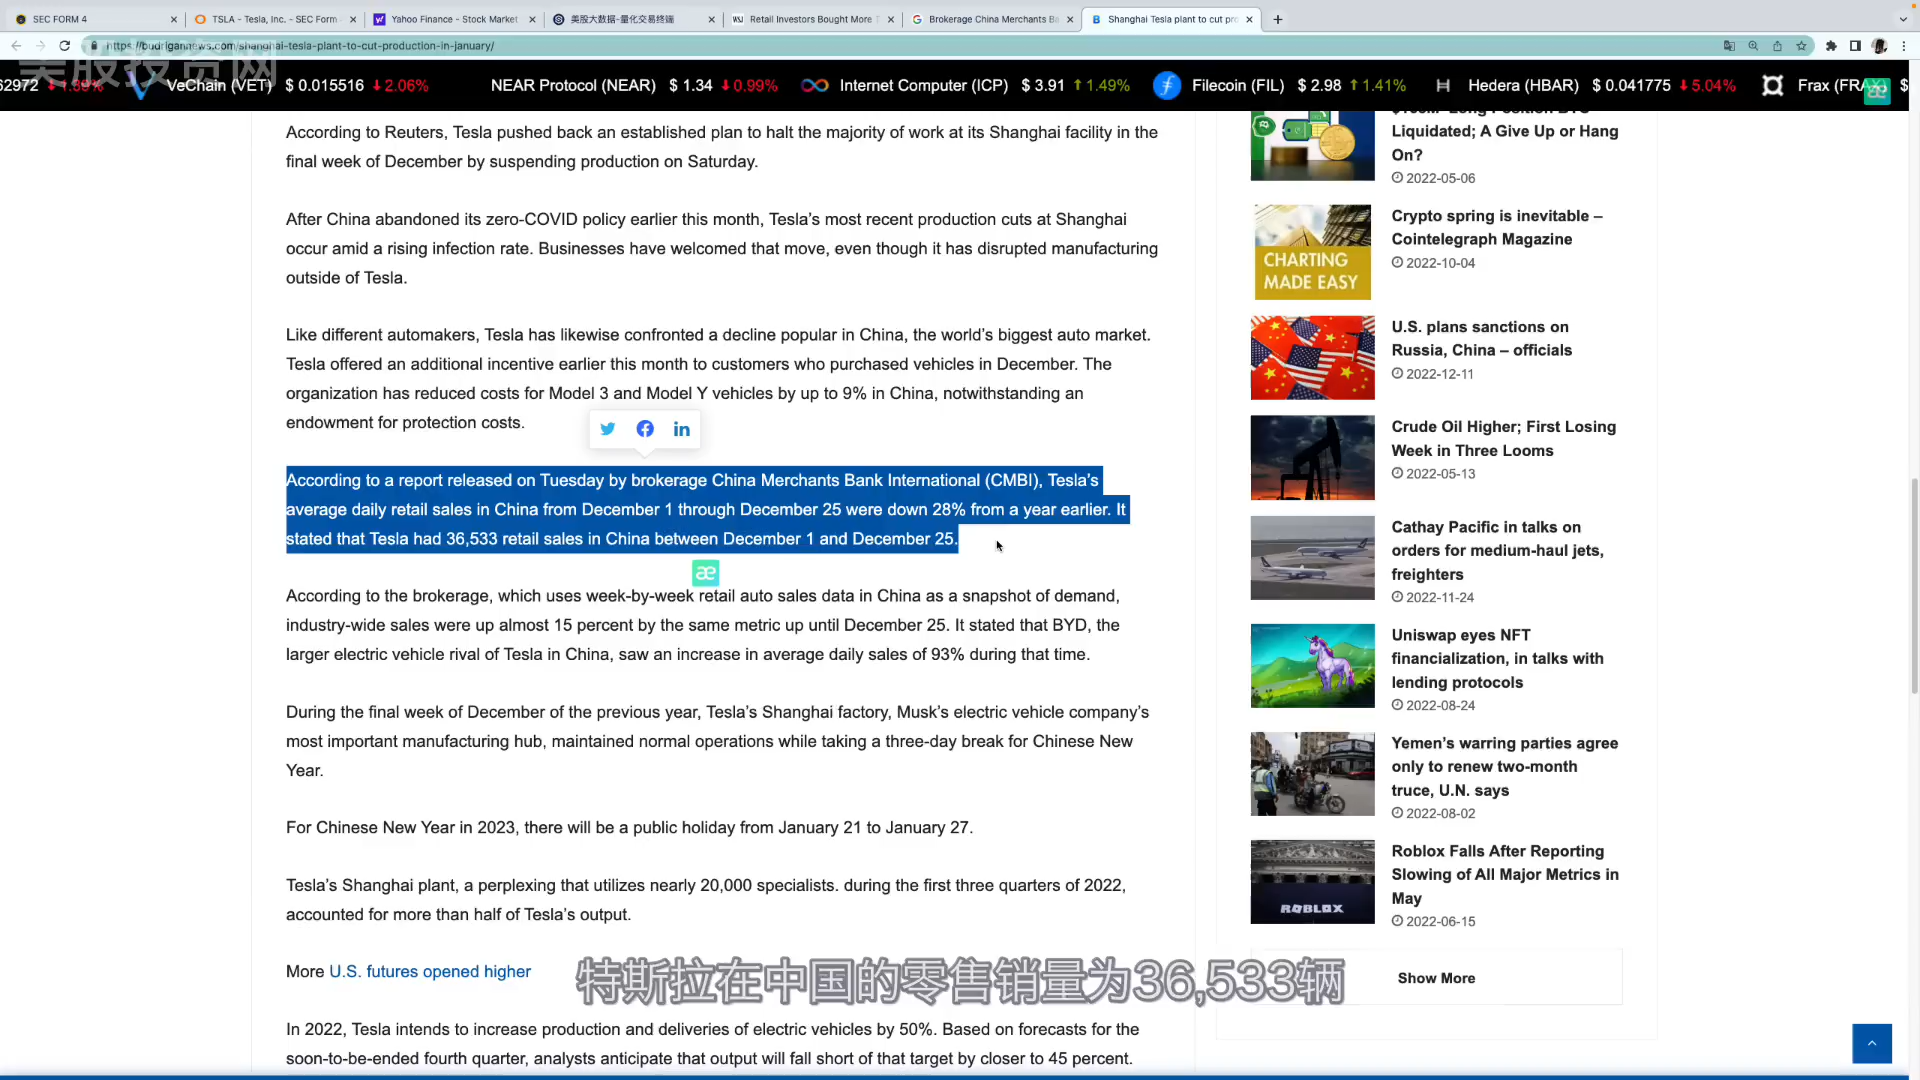 SEC FORM 4
TSLA - Tesla, Inc. - SEC Form
Yahoo Finance - Stock Market
美股大数据-量化交易终端
Retail Investors Bought More T
Brokerage China Merchants Ba
Shanghai Tesla plant to cut pro
https://budrigannews.com/shanghai-tesla-plant-to-cut-production-in-january/
美股投资网
62972 1.99% VeChain (VET) $ 0.015516 2.06% NEAR Protocol (NEAR) $ 1.34 0.99% Internet Computer (ICP) $ 3.91 1.49% Filecoin (FIL) $ 2.98 1.41% Hedera (HBAR) $ 0.041775 5.04% Frax (FRAX) $
According to Reuters, Tesla pushed back an established plan to halt the majority of work at its Shanghai facility in the
final week of December by suspending production on Saturday.
After China abandoned its zero-COVID policy earlier this month, Tesla’s most recent production cuts at Shanghai
occur amid a rising infection rate. Businesses have welcomed that move, even though it has disrupted manufacturing
outside of Tesla.
Like different automakers, Tesla has likewise confronted a decline popular in China, the world’s biggest auto market.
Tesla offered an additional incentive earlier this month to customers who purchased vehicles in December. The
organization has reduced costs for Model 3 and Model Y vehicles by up to 9% in China, notwithstanding an
endowment for protection costs.
According to a report released on Tuesday by brokerage China Merchants Bank International (CMBI), Tesla’s
average daily retail sales in China from December 1 through December 25 were down 28% from a year earlier. It
stated that Tesla had 36,533 retail sales in China between December 1 and December 25.
æ
According to the brokerage, which uses week-by-week retail auto sales data in China as a snapshot of demand,
industry-wide sales were up almost 15 percent by the same metric up until December 25. It stated that BYD, the
larger electric vehicle rival of Tesla in China, saw an increase in average daily sales of 93% during that time.
During the final week of December of the previous year, Tesla’s Shanghai factory, Musk’s electric vehicle company’s
most important manufacturing hub, maintained normal operations while taking a three-day break for Chinese New
Year.
For Chinese New Year in 2023, there will be a public holiday from January 21 to January 27.
Tesla’s Shanghai plant, a perplexing that utilizes nearly 20,000 specialists. during the first three quarters of 2022,
accounted for more than half of Tesla’s output.
More U.S. futures opened higher
特斯拉在中国的零售销量为36,533辆
In 2022, Tesla intends to increase production and deliveries of electric vehicles by 50%. Based on forecasts for the
soon-to-be-ended fourth quarter, analysts anticipate that output will fall short of that target by closer to 45 percent.
Long Position BTC
Liquidated; A Give Up or Hang
On?
2022-05-06
CHARTING
MADE EASY
Crypto spring is inevitable –
Cointelegraph Magazine
2022-10-04
U.S. plans sanctions on
Russia, China – officials
2022-12-11
Crude Oil Higher; First Losing
Week in Three Looms
2022-05-13
Cathay Pacific in talks on
orders for medium-haul jets,
freighters
2022-11-24
Uniswap eyes NFT
financialization, in talks with
lending protocols
2022-08-24
Yemen’s warring parties agree
only to renew two-month
truce, U.N. says
2022-08-02
ROBLOX
Roblox Falls After Reporting
Slowing of All Major Metrics in
May
2022-06-15
Show More